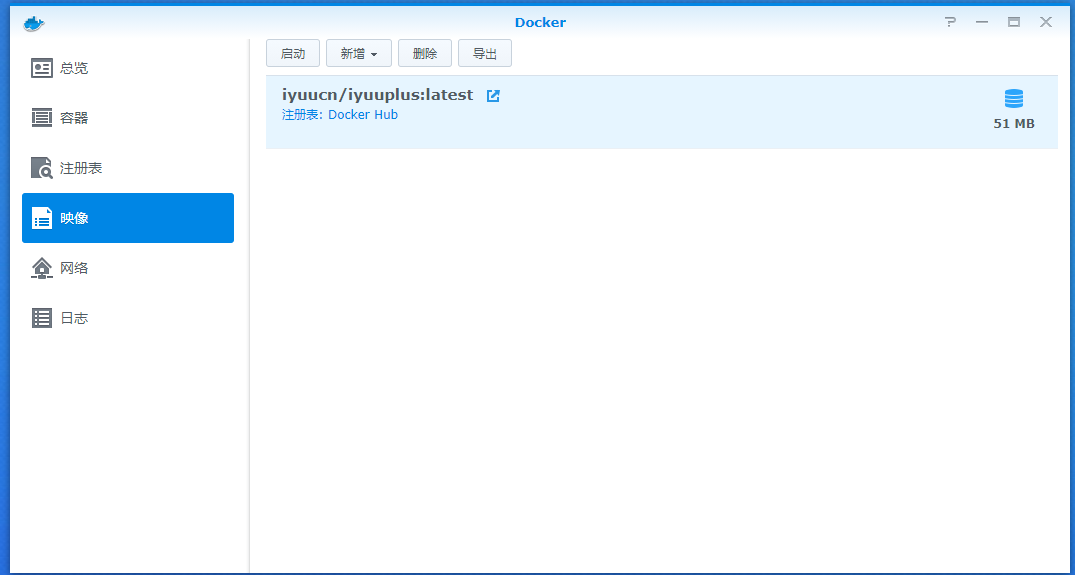 Docker
总览
容器
注册表
映像
网络
日志
启动 新增 删除 导出
iyuucn/iyuuplus:latest
注册表: Docker Hub
51 MB